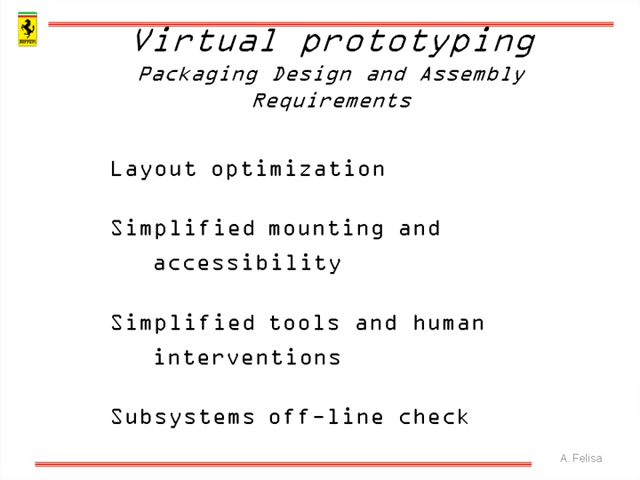 Virtual prototyping
Packaging Design and Assembly
Requirements
Layout optimization
Simplified mounting and
accessibility
Simplified tools and human
interventions
Subsystems off-line check
A. Felisa